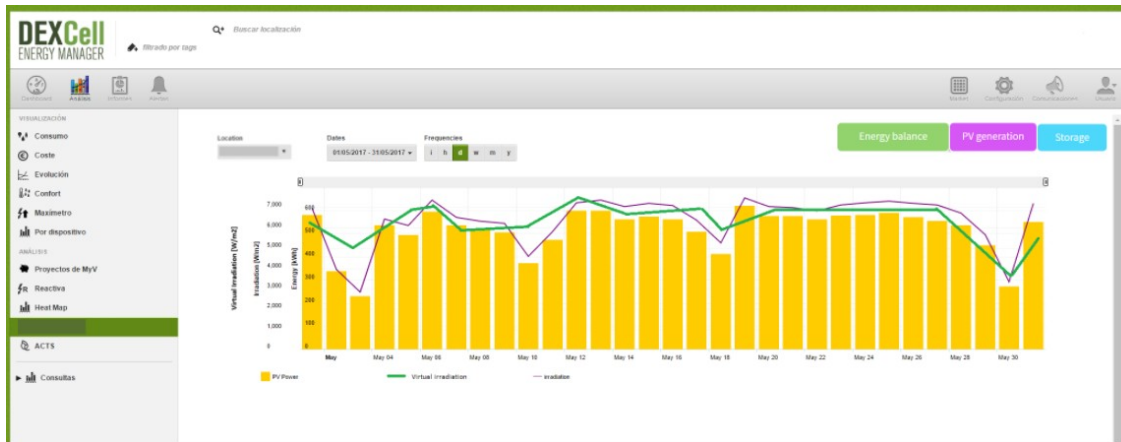 DEXCell
ENERGY MANAGER
Buscar localización
filtrado por tags
Dashboard Análisis Informes Alertas
Market Configuración Comunicaciones Usuario
VISUALIZACIÓN
Consumo
Coste
Evolución
Confort
Maxímetro
Por dispositivo
ANÁLISIS
Proyectos de MyV
Reactiva
Heat Map
ACTS
Consultas
Location
Dates
Frequencies
01/05/2017 - 31/05/2017
i h d w m y
Energy balance
PV generation
Storage
Virtual Irradiation [W/m2]
Irradiation [W/m2]
Energy [kWh]
7,000
6,000
5,000
4,000
3,000
2,000
1,000
0
600
500
400
300
200
100
0
May May 04 May 06 May 08 May 10 May 12 May 14 May 16 May 18 May 20 May 22 May 24 May 26 May 28 May 30
PV Power
Virtual Irradiation
irradiation